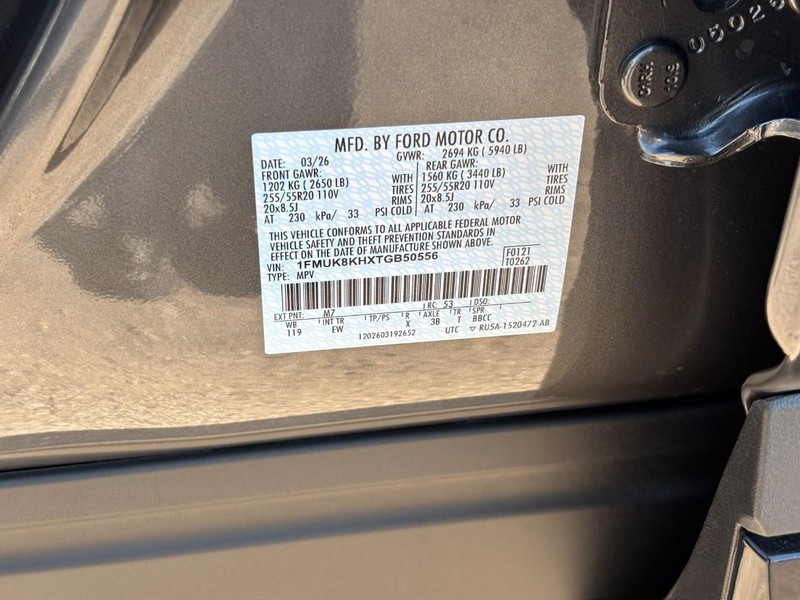 MFD. BY FORD MOTOR CO.
DATE: 03/26 GVWR: 2694 KG ( 5940 LB)
FRONT GAWR: REAR GAWR:
1202 KG ( 2650 LB) WITH 1560 KG ( 3440 LB) WITH
255/55R20 110V TIRES 255/55R20 110V TIRES
20x8.5J RIMS 20x8.5J RIMS
AT 230 kPa/ 33 PSI COLD AT 230 kPa/ 33 PSI COLD
THIS VEHICLE CONFORMS TO ALL APPLICABLE FEDERAL MOTOR
VEHICLE SAFETY AND THEFT PREVENTION STANDARDS IN
EFFECT ON THE DATE OF MANUFACTURE SHOWN ABOVE.
VIN: 1FMUK8KHXTGB50556 F0121
TYPE: MPV T0262
EXT PNT: M7 RC: 53 DSO:
WB INT TR TP/PS R AXLE TR SPR
119 EW X 3B T BBCC
1202603192652 UTC ▽ RU5A-1520472-AB
05026